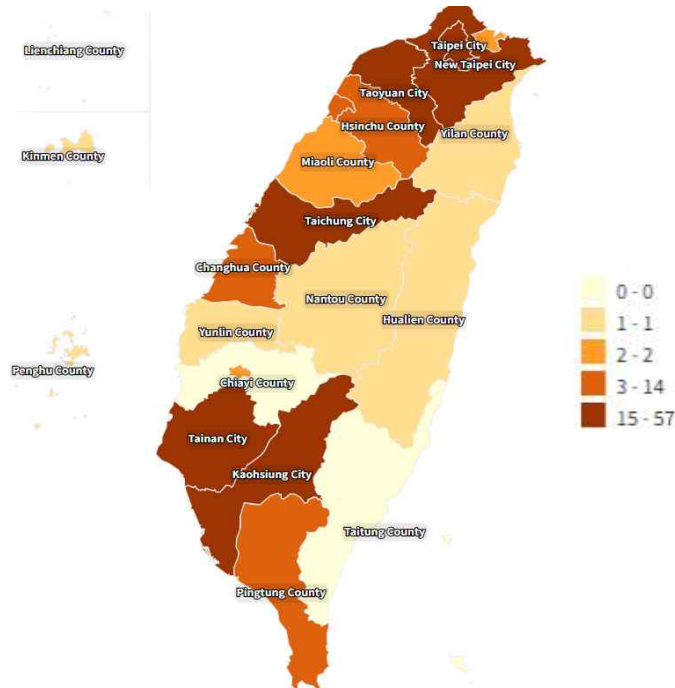 Lienchiang County
Taipei City
New Taipei City
Taoyuan City
Hsinchu County
Yilan County
Kinmen County
Miaoli County
Taichung City
Changhua County
Nantou County
Hualien County
Yunlin County
Penghu County
Chiayi County
Tainan City
Kaohsiung City
Taitung County
Pingtung County
0 - 0
1 - 1
2 - 2
3 - 14
15 - 57